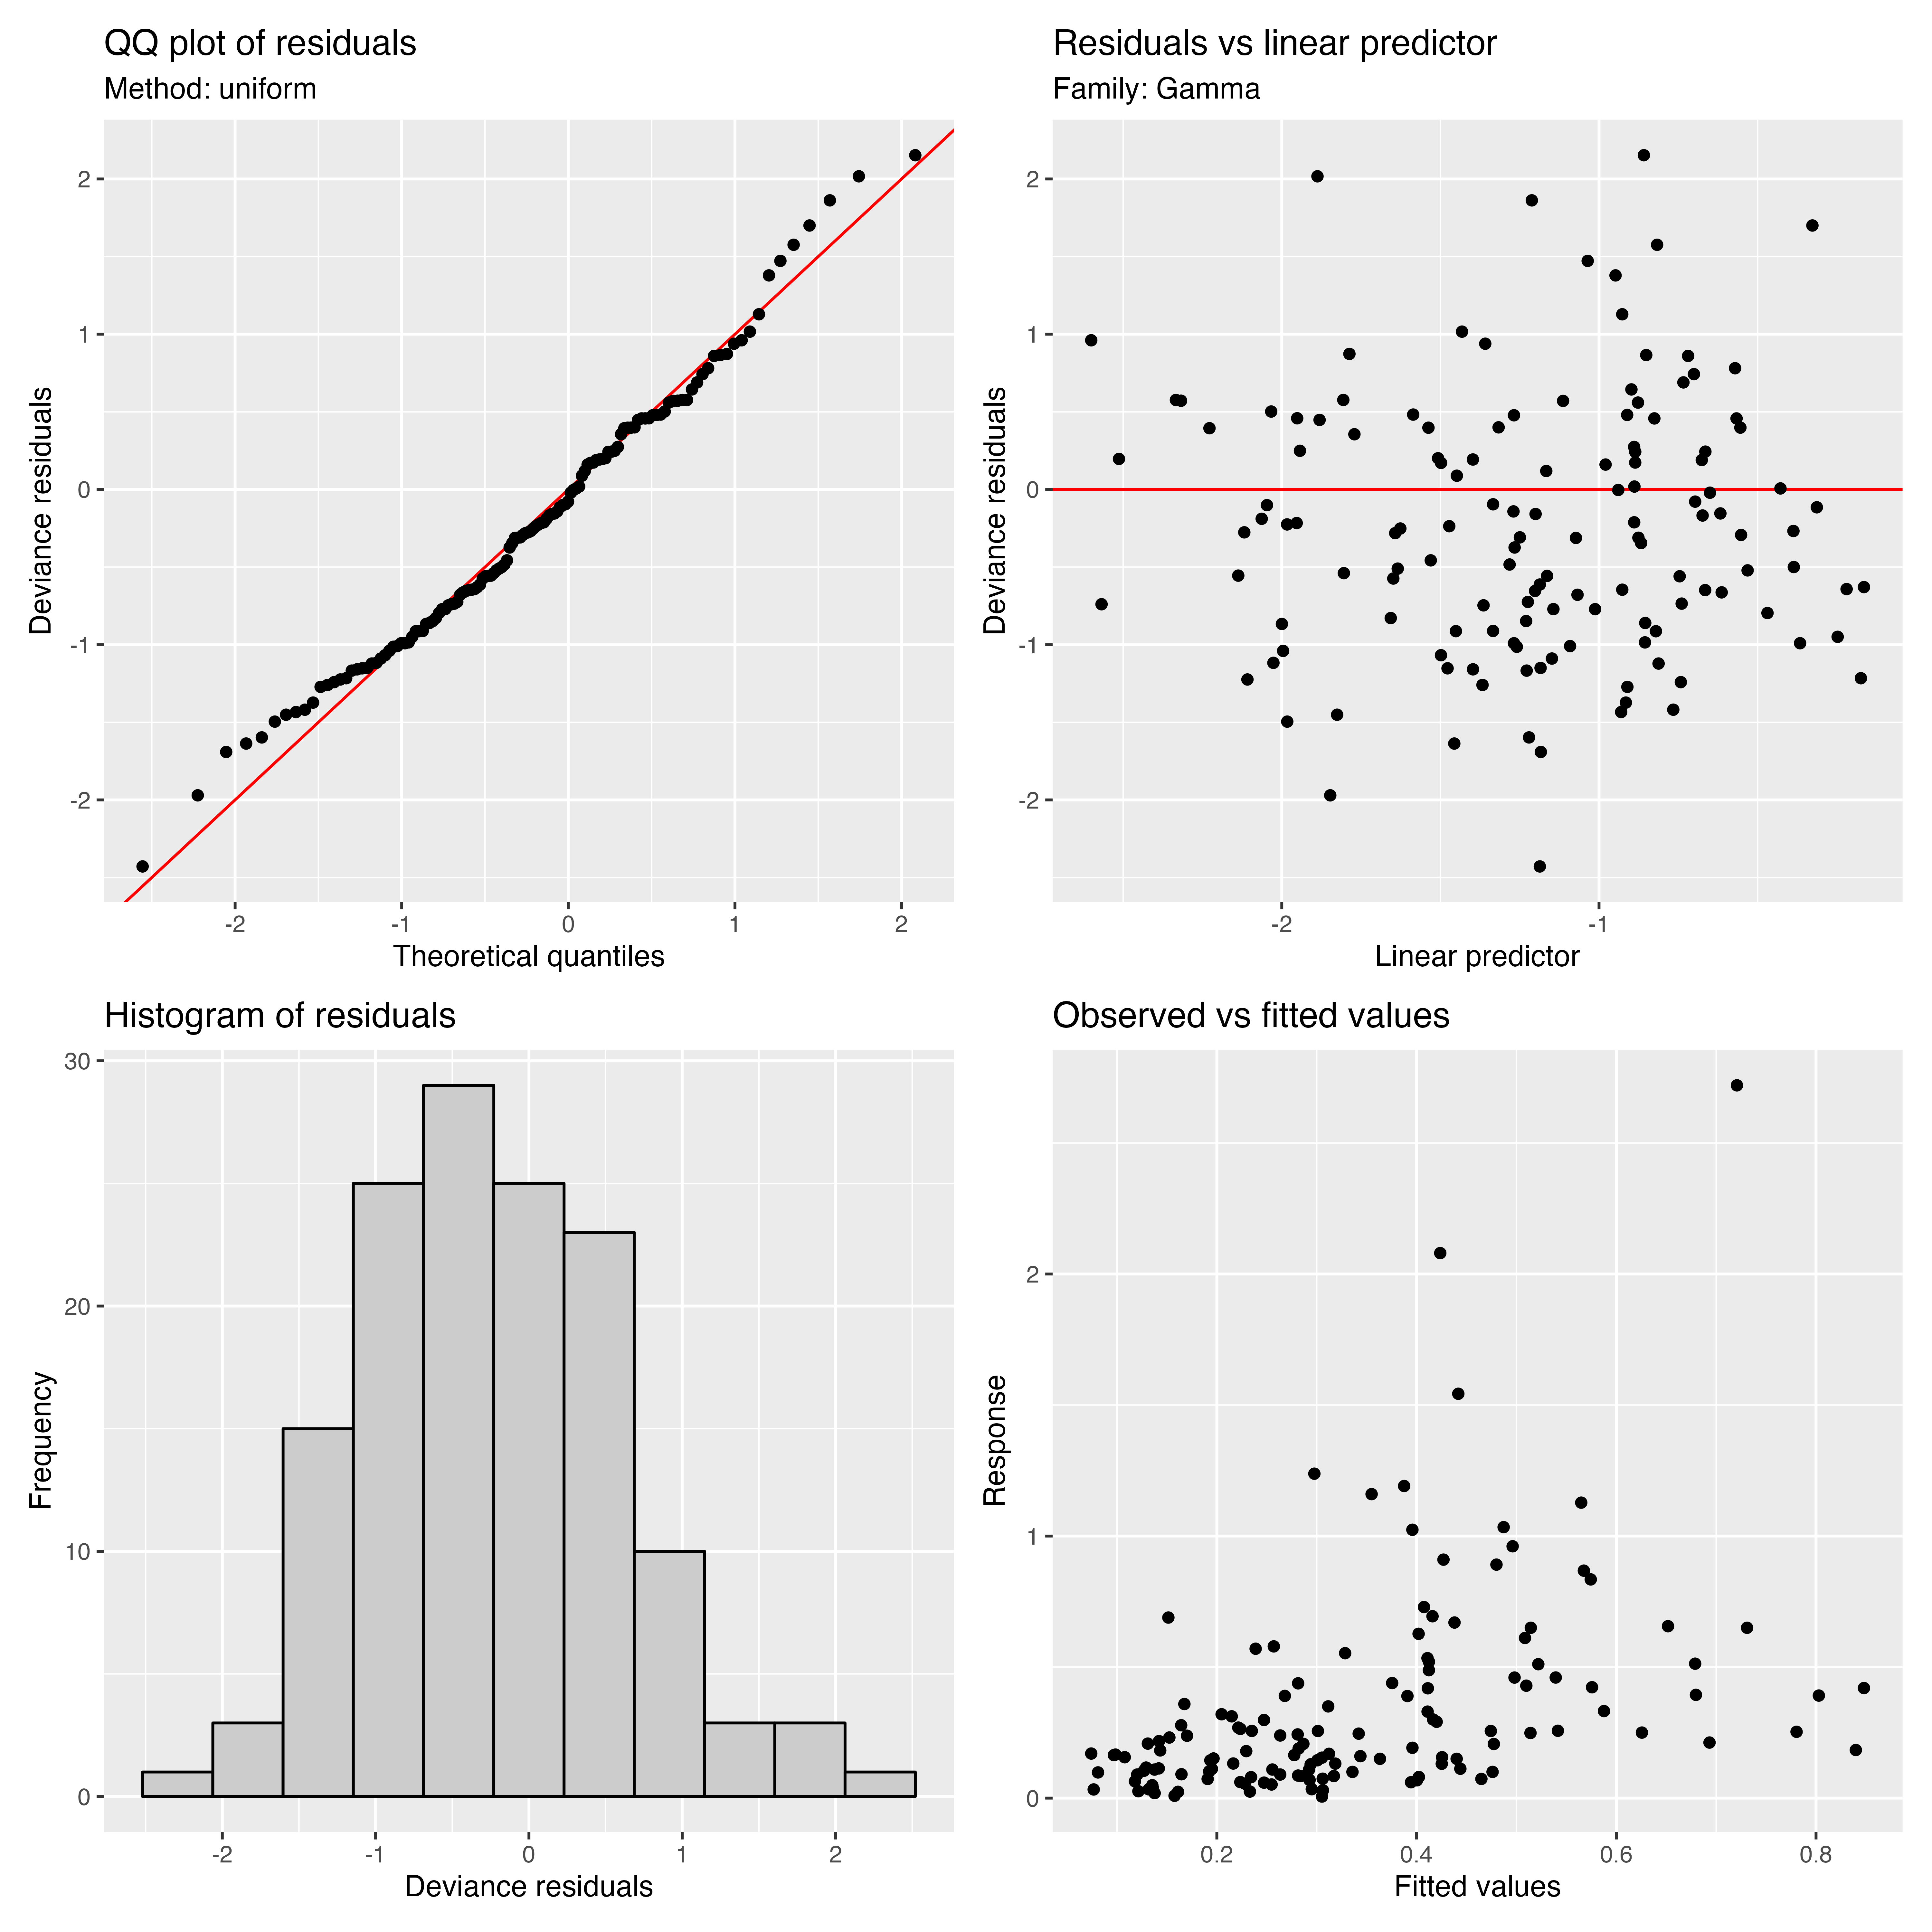 QQ plot of residuals
Method: uniform
2
1
0
-1
-2
Deviance residuals
-2
-1
0
1
2
Theoretical quantiles
Residuals vs linear predictor
Family: Gamma
2
1
0
-1
-2
Deviance residuals
-2
-1
Linear predictor
Histogram of residuals
30
20
10
0
Frequency
-2
-1
0
1
2
Deviance residuals
Observed vs fitted values
2
1
0
Response
0.2
0.4
0.6
0.8
Fitted values